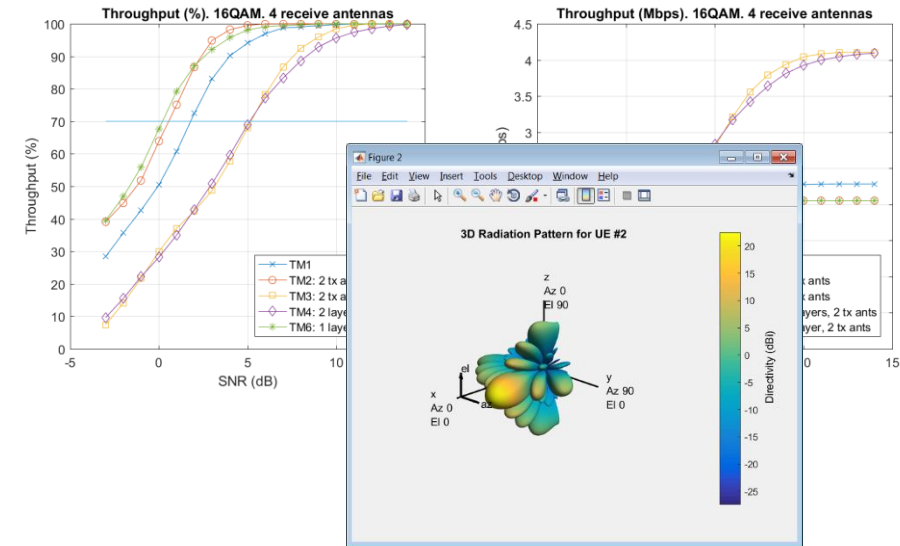 Throughput (%). 16QAM. 4 receive antennas
100
90
80
70
60
50
40
30
20
10
0
Throughput (%)
-5
0
5
10
SNR (dB)
TM1
TM2: 2 tx a
TM3: 2 tx a
TM4: 2 laye
TM6: 1 laye
Throughput (Mbps). 16QAM. 4 receive antennas
4.5
4
3.5
3
ps)
x ants
x ants
yers, 2 tx ants
yer, 2 tx ants
0
15
Figure 2
File Edit View Insert Tools Desktop Window Help
3D Radiation Pattern for UE #2
z
Az 0
El 90
y
Az 90
El 0
x
Az 0
El 0
el
az
20
15
10
5
0
-5
-10
-15
-20
-25
Directivity (dBi)